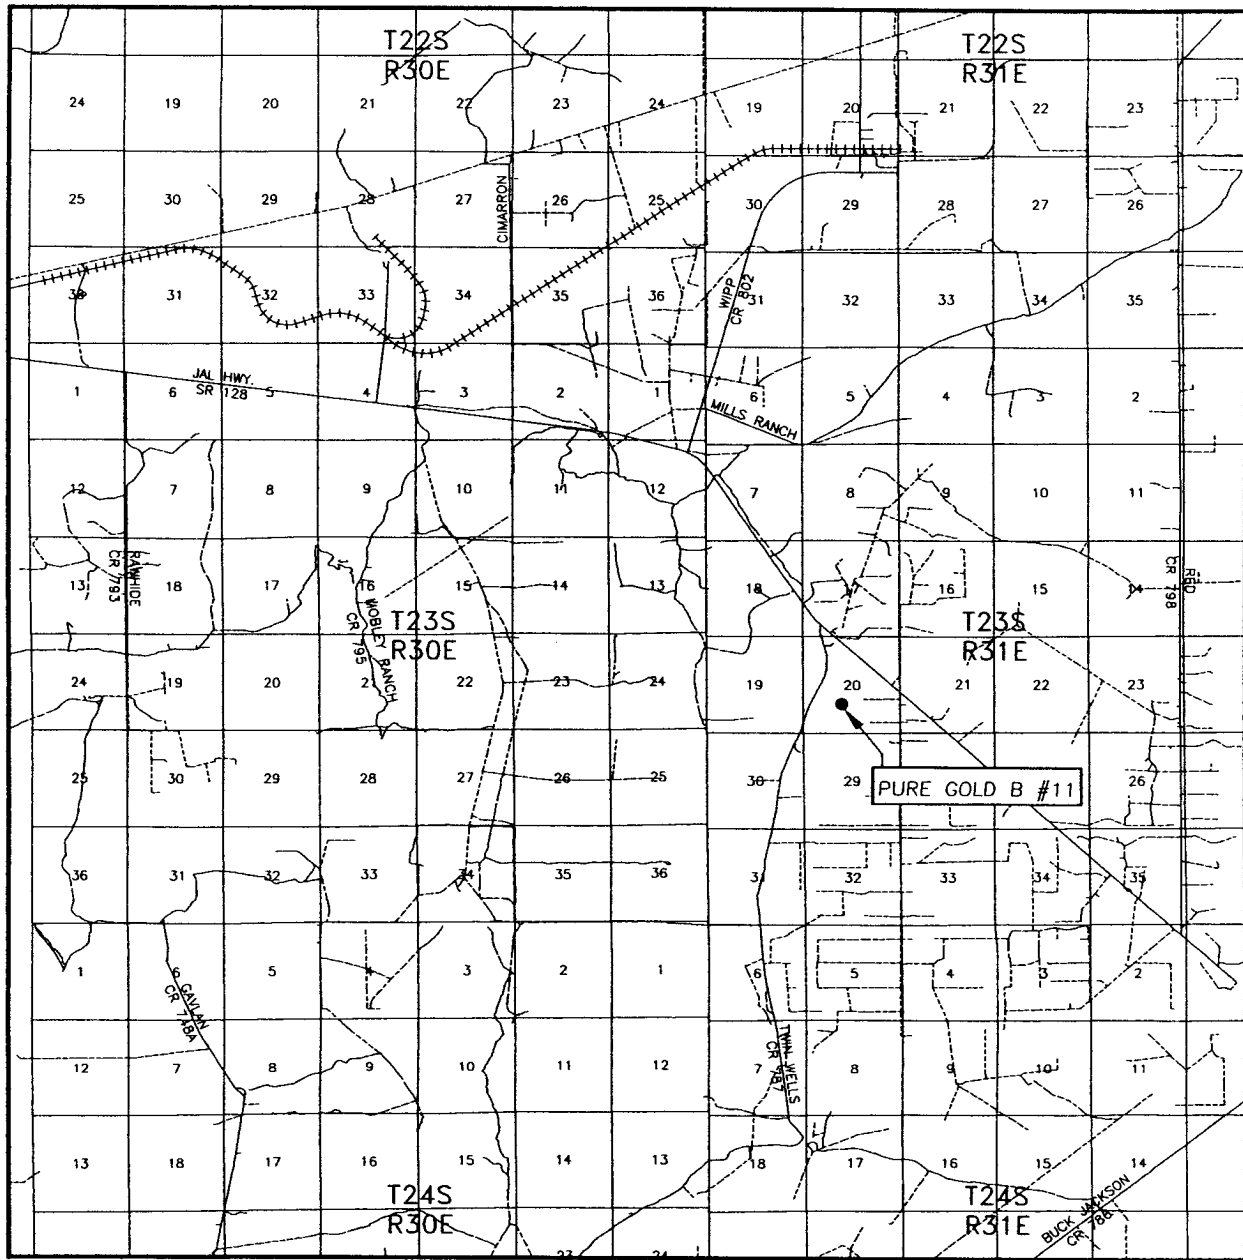 T22S
R30E
T22S
R31E
24 19 20 21 22 23 24 19 20 21 22 23
25 30 29 28 27 26 25 30 29 28 27 26
CIMARRON
36 31 32 33 34 35 36 31 32 33 34 35
WIPP
CR 802
JAL HWY.
SR 128
1 6 5 4 3 2 1 6 5 4 3 2
MILLS RANCH
12 7 8 9 10 11 12 7 8 9 10 11
RAWHIDE
CR 793
RED
CR 798
13 18 17 16 15 14 13 18 16 15 14
MOBLEY RANCH
CR 795
T23S
R30E
T23S
R31E
24 19 20 21 22 23 24 19 20 21 22 23
25 30 29 28 27 26 25 30 29 26
PURE GOLD B #11
36 31 32 33 34 35 36 31 32 33 34 35
1 6 5 4 3 2 1 6 5 4 3 2
GAVLAN
CR 748A
TWIN WELLS
CR 787
12 7 8 9 10 11 12 7 8 9 10 11
13 18 17 16 15 14 13 18 17 16 15 14
T24S
R30E
T24S
R31E
BUCK JACKSON
CR 786
23 24